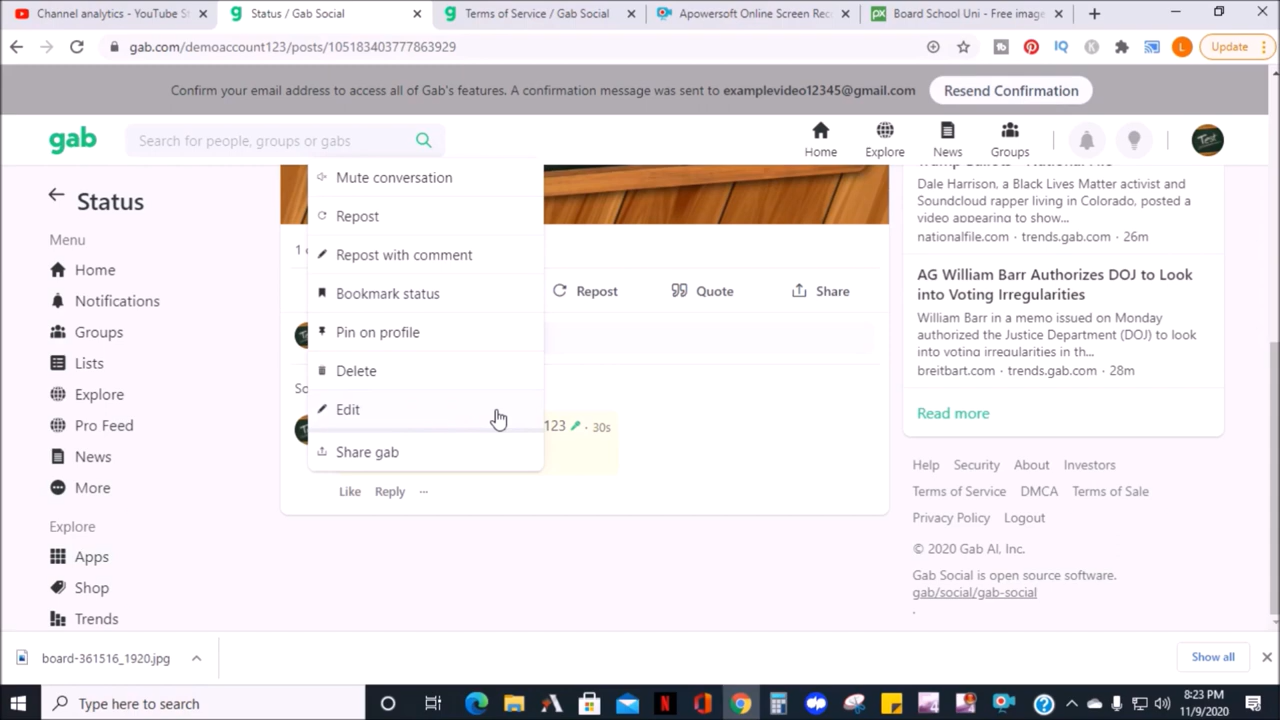 Channel analytics - YouTube S
Status / Gab Social
Terms of Service / Gab Social
Apowersoft Online Screen Rec
Board School Uni - Free image
gab.com/demoaccount123/posts/105183403777863929
IQ
K
L
Update
Confirm your email address to access all of Gab's features. A confirmation message was sent to examplevideo12345@gmail.com
Resend Confirmation
gab
Search for people, groups or gabs
Home
Explore
News
Groups
Status
Menu
Home
Notifications
Groups
Lists
Explore
Pro Feed
News
More
Explore
Apps
Shop
Trends
Mute conversation
Repost
Repost with comment
Bookmark status
Pin on profile
Delete
Edit
Share gab
1
Repost
Quote
Share
So
123 · 30s
Like Reply ...
Dale Harrison, a Black Lives Matter activist and
Soundcloud rapper living in Colorado, posted a
video appearing to show...
nationalfile.com · trends.gab.com · 26m
AG William Barr Authorizes DOJ to Look
into Voting Irregularities
William Barr in a memo issued on Monday
authorized the Justice Department (DOJ) to look
into voting irregularities in th...
breitbart.com · trends.gab.com · 28m
Read more
Help Security About Investors
Terms of Service DMCA Terms of Sale
Privacy Policy Logout
© 2020 Gab AI, Inc.
Gab Social is open source software.
gab/social/gab-social
.
board-361516_1920.jpg
Show all
Type here to search
8:23 PM
11/9/2020